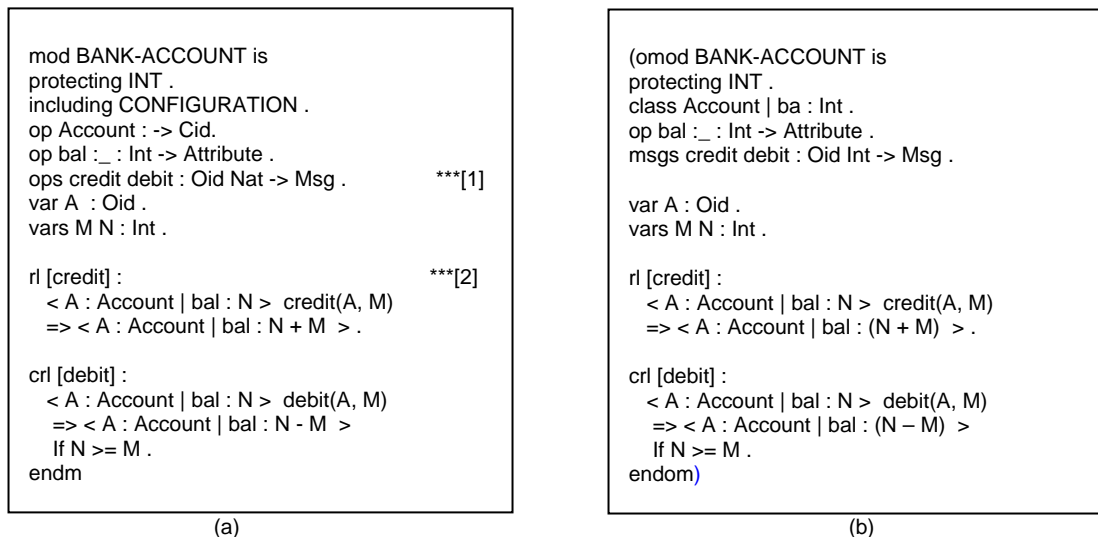 mod BANK-ACCOUNT is
protecting INT .
including CONFIGURATION .
op Account : -> Cid.
op bal :_ : Int -> Attribute .
ops credit debit : Oid Nat -> Msg . ***[1]
var A : Oid .
vars M N : Int .
rl [credit] : ***[2]
< A : Account | bal : N > credit(A, M)
=> < A : Account | bal : N + M > .
crl [debit] :
< A : Account | bal : N > debit(A, M)
=> < A : Account | bal : N - M >
If N >= M .
endm
(a)
(omod BANK-ACCOUNT is
protecting INT .
class Account | ba : Int .
op bal :_ : Int -> Attribute .
msgs credit debit : Oid Int -> Msg .
var A : Oid .
vars M N : Int .
rl [credit] :
< A : Account | bal : N > credit(A, M)
=> < A : Account | bal : (N + M) > .
crl [debit] :
< A : Account | bal : N > debit(A, M)
=> < A : Account | bal : (N – M) >
If N >= M .
endom)
(b)